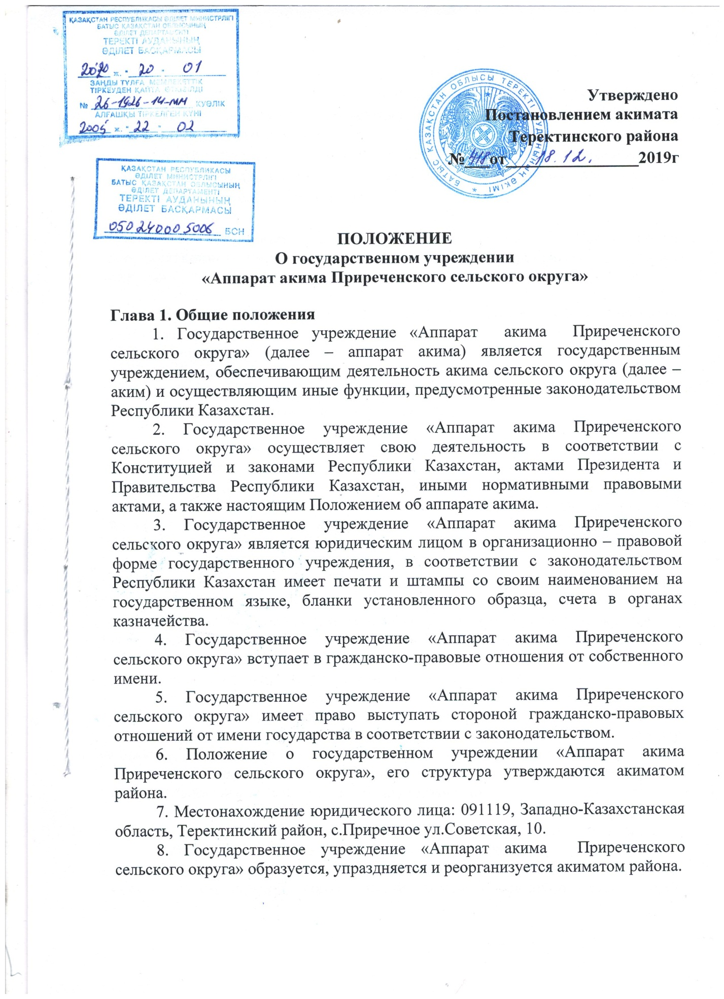 ҚАЗАҚСТАН РЕСПУБЛИКАСЫ ӘДІЛЕТ МИНИСТРЛІГІ
БАТЫС ҚАЗАҚСТАН ОБЛЫСЫНЫҢ
ӘДІЛЕТ ДЕПАРТАМЕНТІ
ТЕРЕКТІ АУДАНЫНЫҢ
ӘДІЛЕТ БАСҚАРМАСЫ
2020 ж. " 20 " 01
ЗАҢДЫ ТҰЛҒА МЕМЛЕКЕТТІК
ТІРКЕУДЕН ҚАЙТА ӨТКІЗІЛДІ
№ 26-1926-14-мм КУӘЛІК
АЛҒАШҚЫ ТІРКЕЛГЕН КҮНІ
2005 ж. " 22 " 02
ҚАЗАҚСТАН РЕСПУБЛИКАСЫ
ӘДІЛЕТ МИНИСТРЛІГІ
БАТЫС ҚАЗАҚСТАН ОБЛЫСЫНЫҢ
ӘДІЛЕТ ДЕПАРТАМЕНТІ
ТЕРЕКТІ АУДАНЫНЫҢ
ӘДІЛЕТ БАСҚАРМАСЫ
050240005006 БСН
БАТЫС ҚАЗАҚСТАН ОБЛЫСЫ ТЕРЕКТІ АУДАНЫНЫҢ ӘКІМІ *
Утверждено
Постановлением акимата
Теректинского района
№ 418 от 18.12. 2019г
ПОЛОЖЕНИЕ
О государственном учреждении
«Аппарат акима Приреченского сельского округа»
Глава 1. Общие положения
1. Государственное учреждение «Аппарат акима Приреченского
сельского округа» (далее – аппарат акима) является государственным
учреждением, обеспечивающим деятельность акима сельского округа (далее –
аким) и осуществляющим иные функции, предусмотренные законодательством
Республики Казахстан.
2. Государственное учреждение «Аппарат акима Приреченского
сельского округа» осуществляет свою деятельность в соответствии с
Конституцией и законами Республики Казахстан, актами Президента и
Правительства Республики Казахстан, иными нормативными правовыми
актами, а также настоящим Положением об аппарате акима.
3. Государственное учреждение «Аппарат акима Приреченского
сельского округа» является юридическим лицом в организационно – правовой
форме государственного учреждения, в соответствии с законодательством
Республики Казахстан имеет печати и штампы со своим наименованием на
государственном языке, бланки установленного образца, счета в органах
казначейства.
4. Государственное учреждение «Аппарат акима Приреченского
сельского округа» вступает в гражданско-правовые отношения от собственного
имени.
5. Государственное учреждение «Аппарат акима Приреченского
сельского округа» имеет право выступать стороной гражданско-правовых
отношений от имени государства в соответствии с законодательством.
6. Положение о государственном учреждении «Аппарат акима
Приреченского сельского округа», его структура утверждаются акиматом
района.
7. Местонахождение юридического лица: 091119, Западно-Казахстанская
область, Теректинский район, с.Приречное ул.Советская, 10.
8. Государственное учреждение «Аппарат акима Приреченского
сельского округа» образуется, упраздняется и реорганизуется акиматом района.